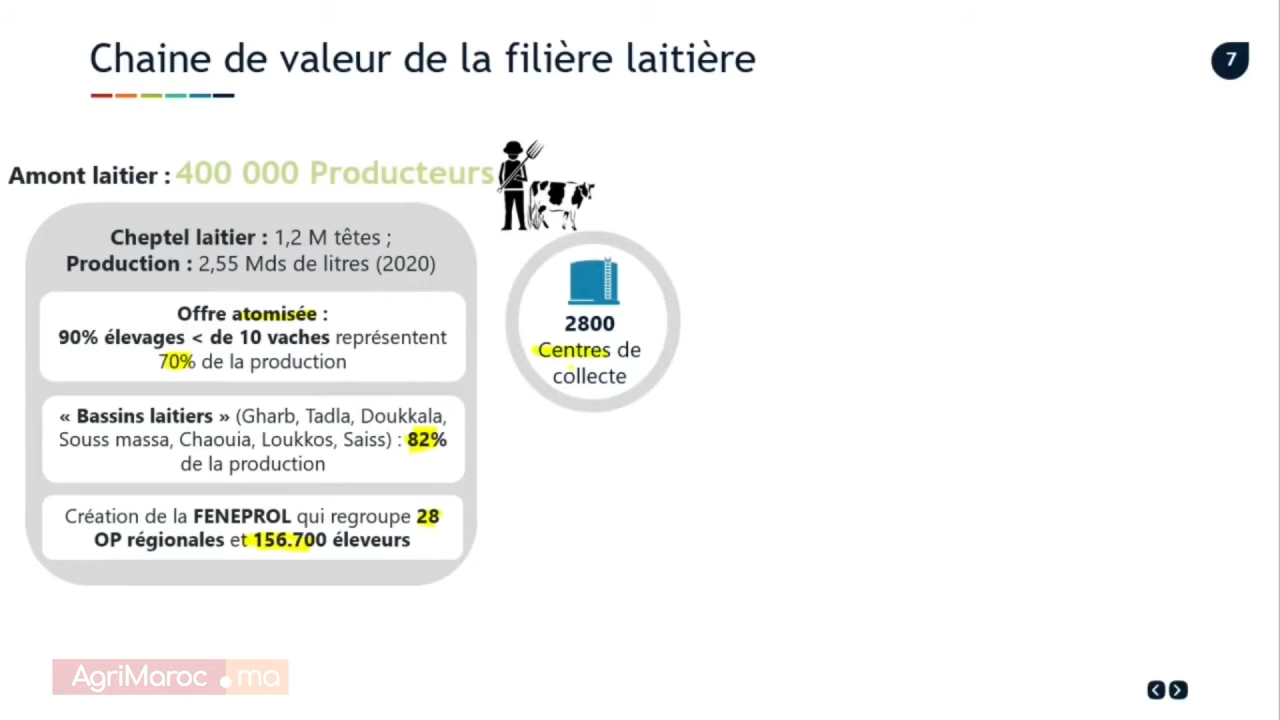 Chaine de valeur de la filière laitière
7
Amont laitier : 400 000 Producteurs
Cheptel laitier : 1,2 M têtes ;
Production : 2,55 Mds de litres (2020)
Offre atomisée :
90% élevages < de 10 vaches représentent
70% de la production
« Bassins laitiers » (Gharb, Tadla, Doukkala,
Souss massa, Chaouia, Loukkos, Saiss) : 82%
de la production
Création de la FENEPROL qui regroupe 28
OP régionales et 156.700 éleveurs
2800
Centres de
collecte
AgriMaroc.ma